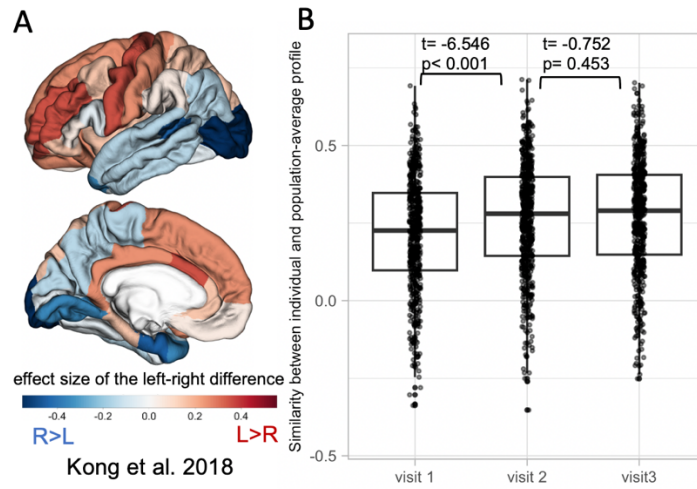 A
effect size of the left-right difference
-0.4 -0.2 0.0 0.2 0.4
R>L L>R
Kong et al. 2018
B
t= -6.546
p< 0.001
t= -0.752
p= 0.453
Similarity between individual and population-average profile
0.5
0.0
-0.5
visit 1 visit 2 visit3